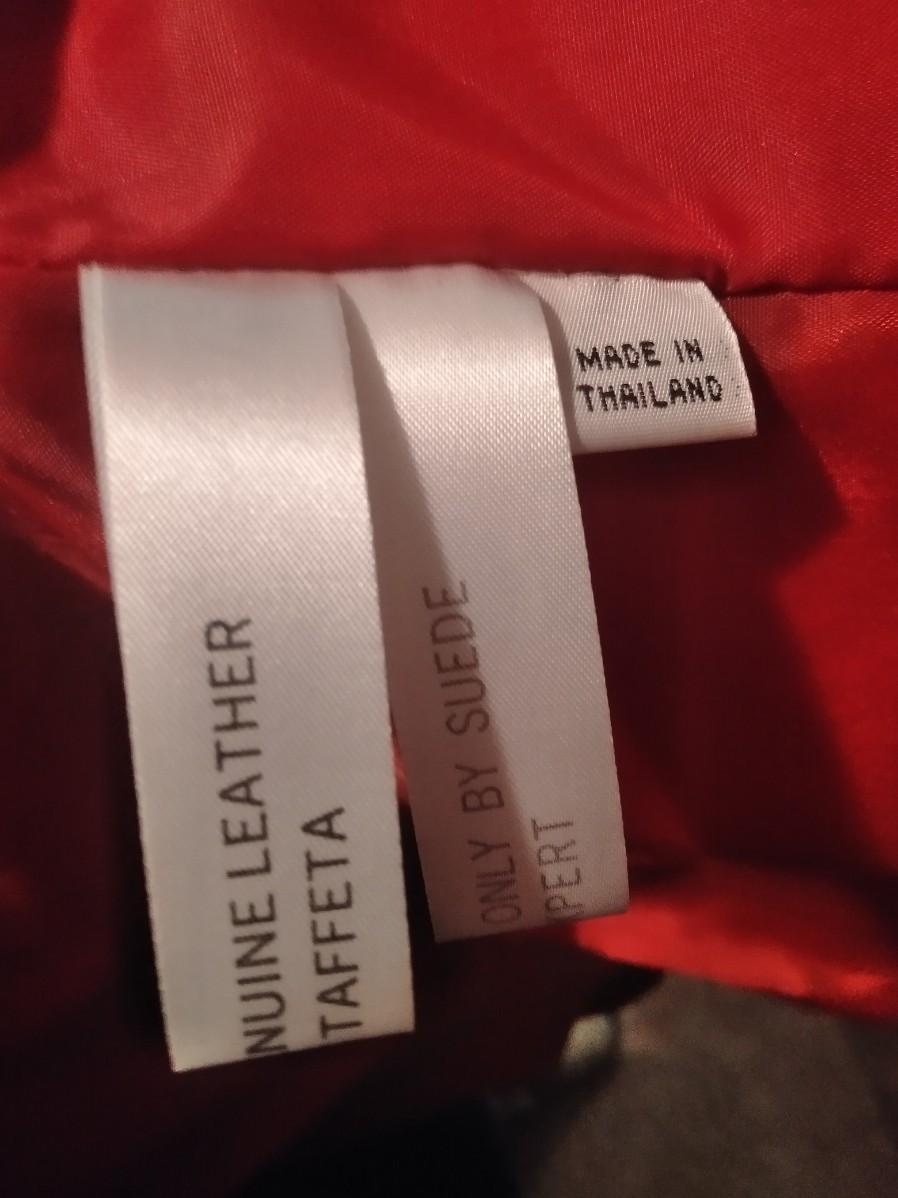 NUINE LEATHER
TAFFETA
ONLY BY SUEDE
PERT
MADE IN
THAILAND